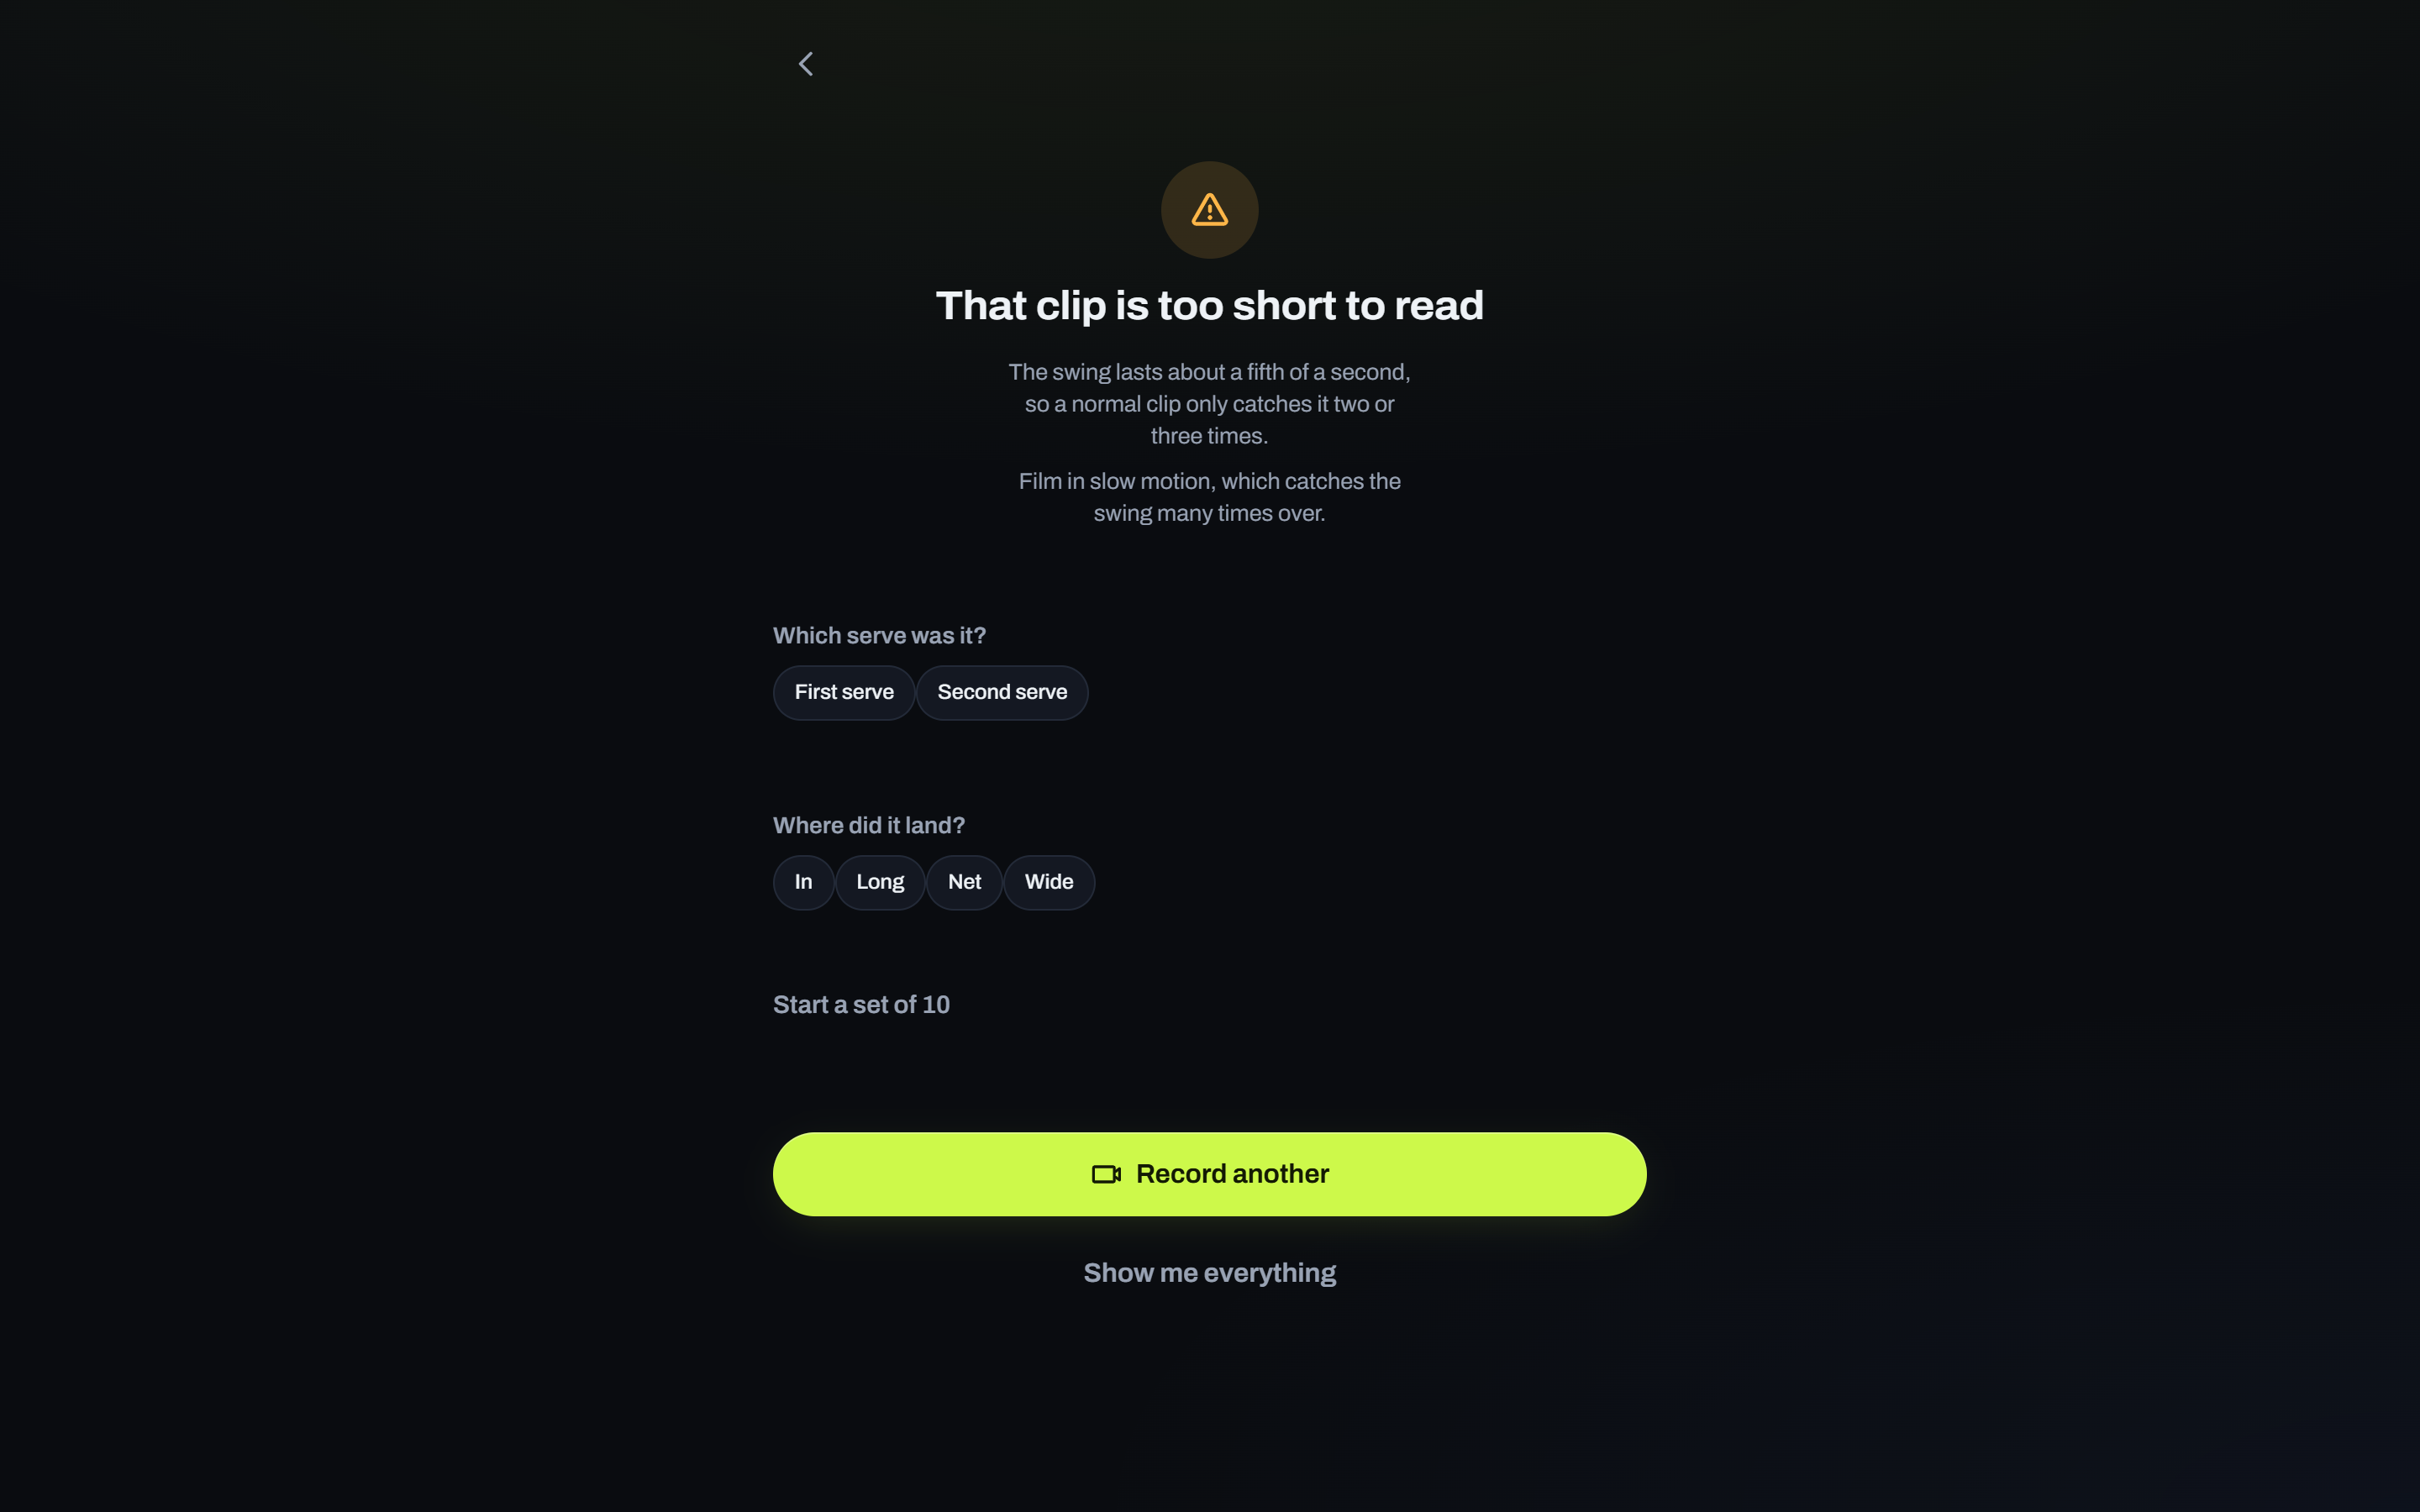 That clip is too short to read
The swing lasts about a fifth of a second,
so a normal clip only catches it two or
three times.
Film in slow motion, which catches the
swing many times over.
Which serve was it?
First serve
Second serve
Where did it land?
In
Long
Net
Wide
Start a set of 10
Record another
Show me everything